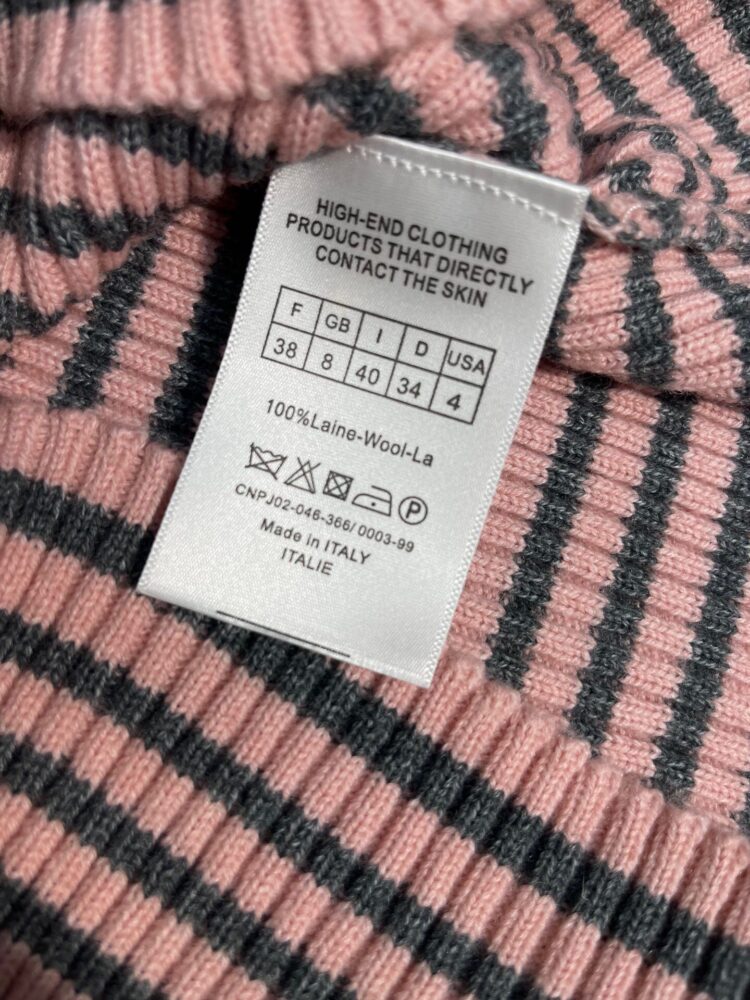 HIGH-END CLOTHING
PRODUCTS THAT DIRECTLY
CONTACT THE SKIN
F GB I D USA
38 8 40 34 4
100%Laine-Wool-La
P
CNPJ02-046-366/0003-99
Made in ITALY
ITALIE